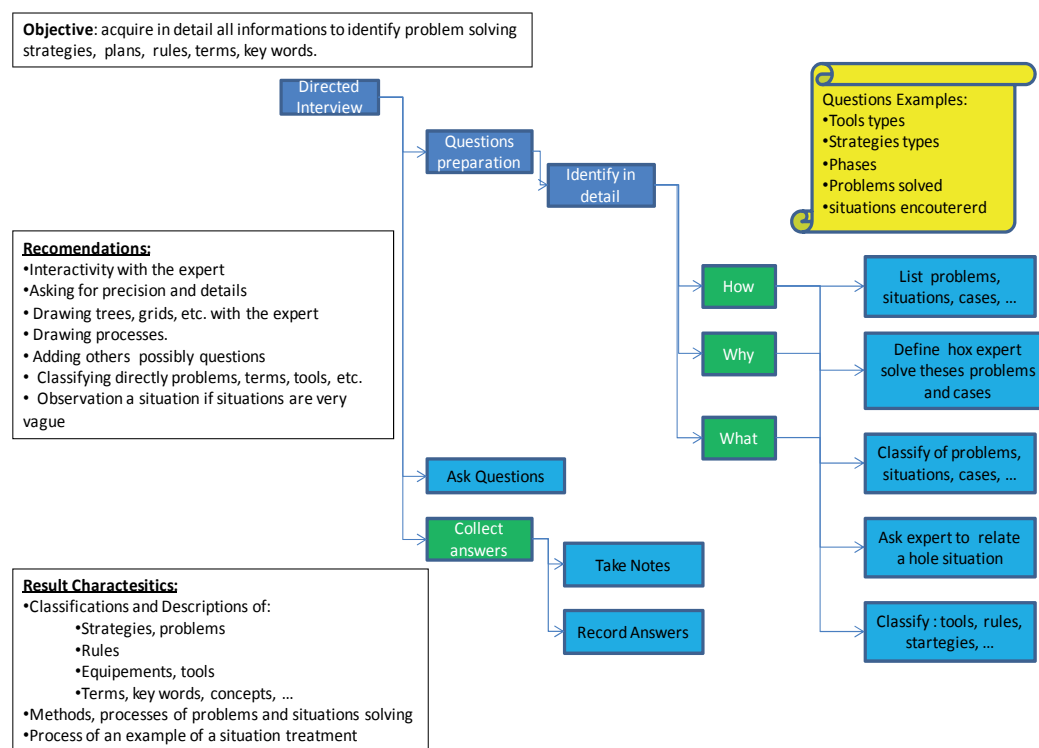 Objective: acquire in detail all informations to identify problem solving
strategies, plans, rules, terms, key words.
Directed
Interview
Questions
preparation
Identify in
detail
Questions Examples:
•Tools types
•Strategies types
•Phases
•Problems solved
•situations encoutererd
Recomendations:
•Interactivity with the expert
•Asking for precision and details
• Drawing trees, grids, etc. with the expert
• Drawing processes.
• Adding others possibly questions
• Classifying directly problems, terms, tools, etc.
• Observation a situation if situations are very
vague
How
Why
What
List problems,
situations, cases, …
Define hox expert
solve theses problems
and cases
Classify of problems,
situations, cases, …
Ask expert to relate
a hole situation
Classify : tools, rules,
startegies, …
Ask Questions
Collect
answers
Take Notes
Record Answers
Result Charactesitics:
•Classifications and Descriptions of:
•Strategies, problems
•Rules
•Equipements, tools
•Terms, key words, concepts, …
•Methods, processes of problems and situations solving
•Process of an example of a situation treatment